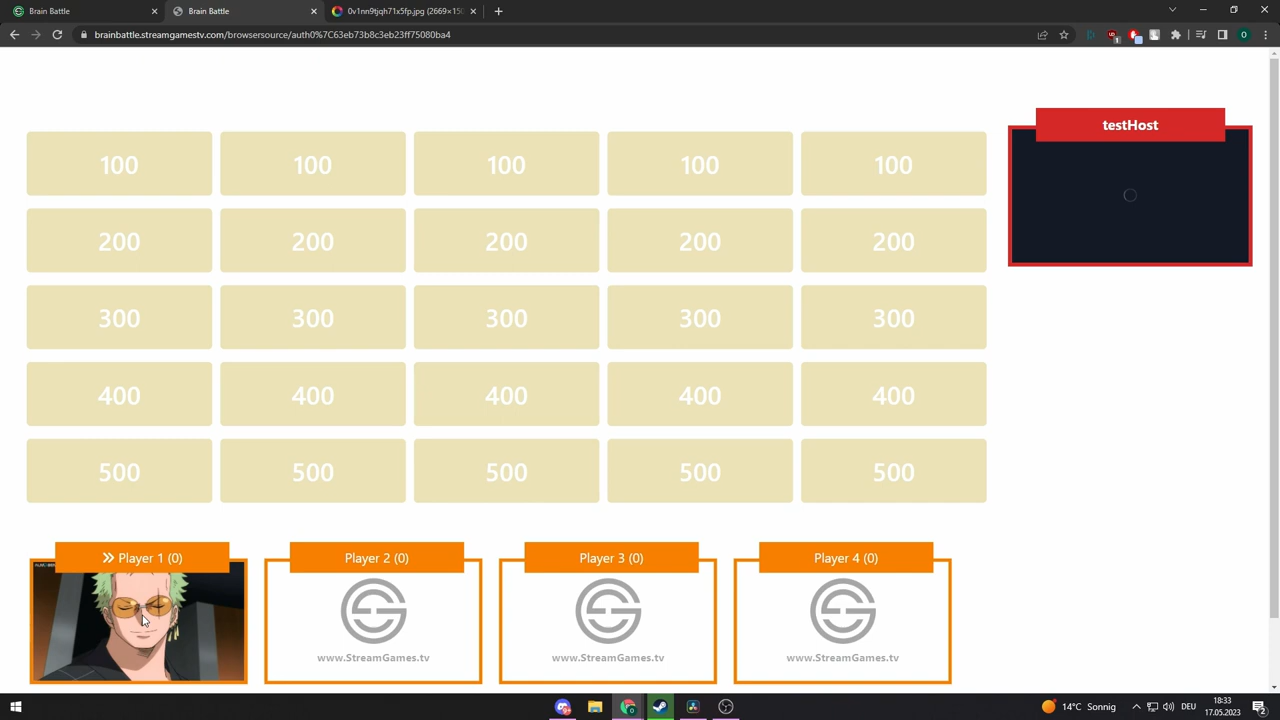 Brain Battle
Brain Battle
0v1nn9tjqh71x5fp.jpg (2669×150
brainbattle.streamgamestv.com/browsersource/auth0%7C63eb73b8c3eb23ff75080ba4
testHost
100 100 100 100 100
200 200 200 200 200
300 300 300 300 300
400 400 400 400 400
500 500 500 500 500
Player 1 (0)
Player 2 (0)
Player 3 (0)
Player 4 (0)
www.StreamGames.tv
www.StreamGames.tv
www.StreamGames.tv
14°C Sonnig
DEU
18:33
17.05.2023